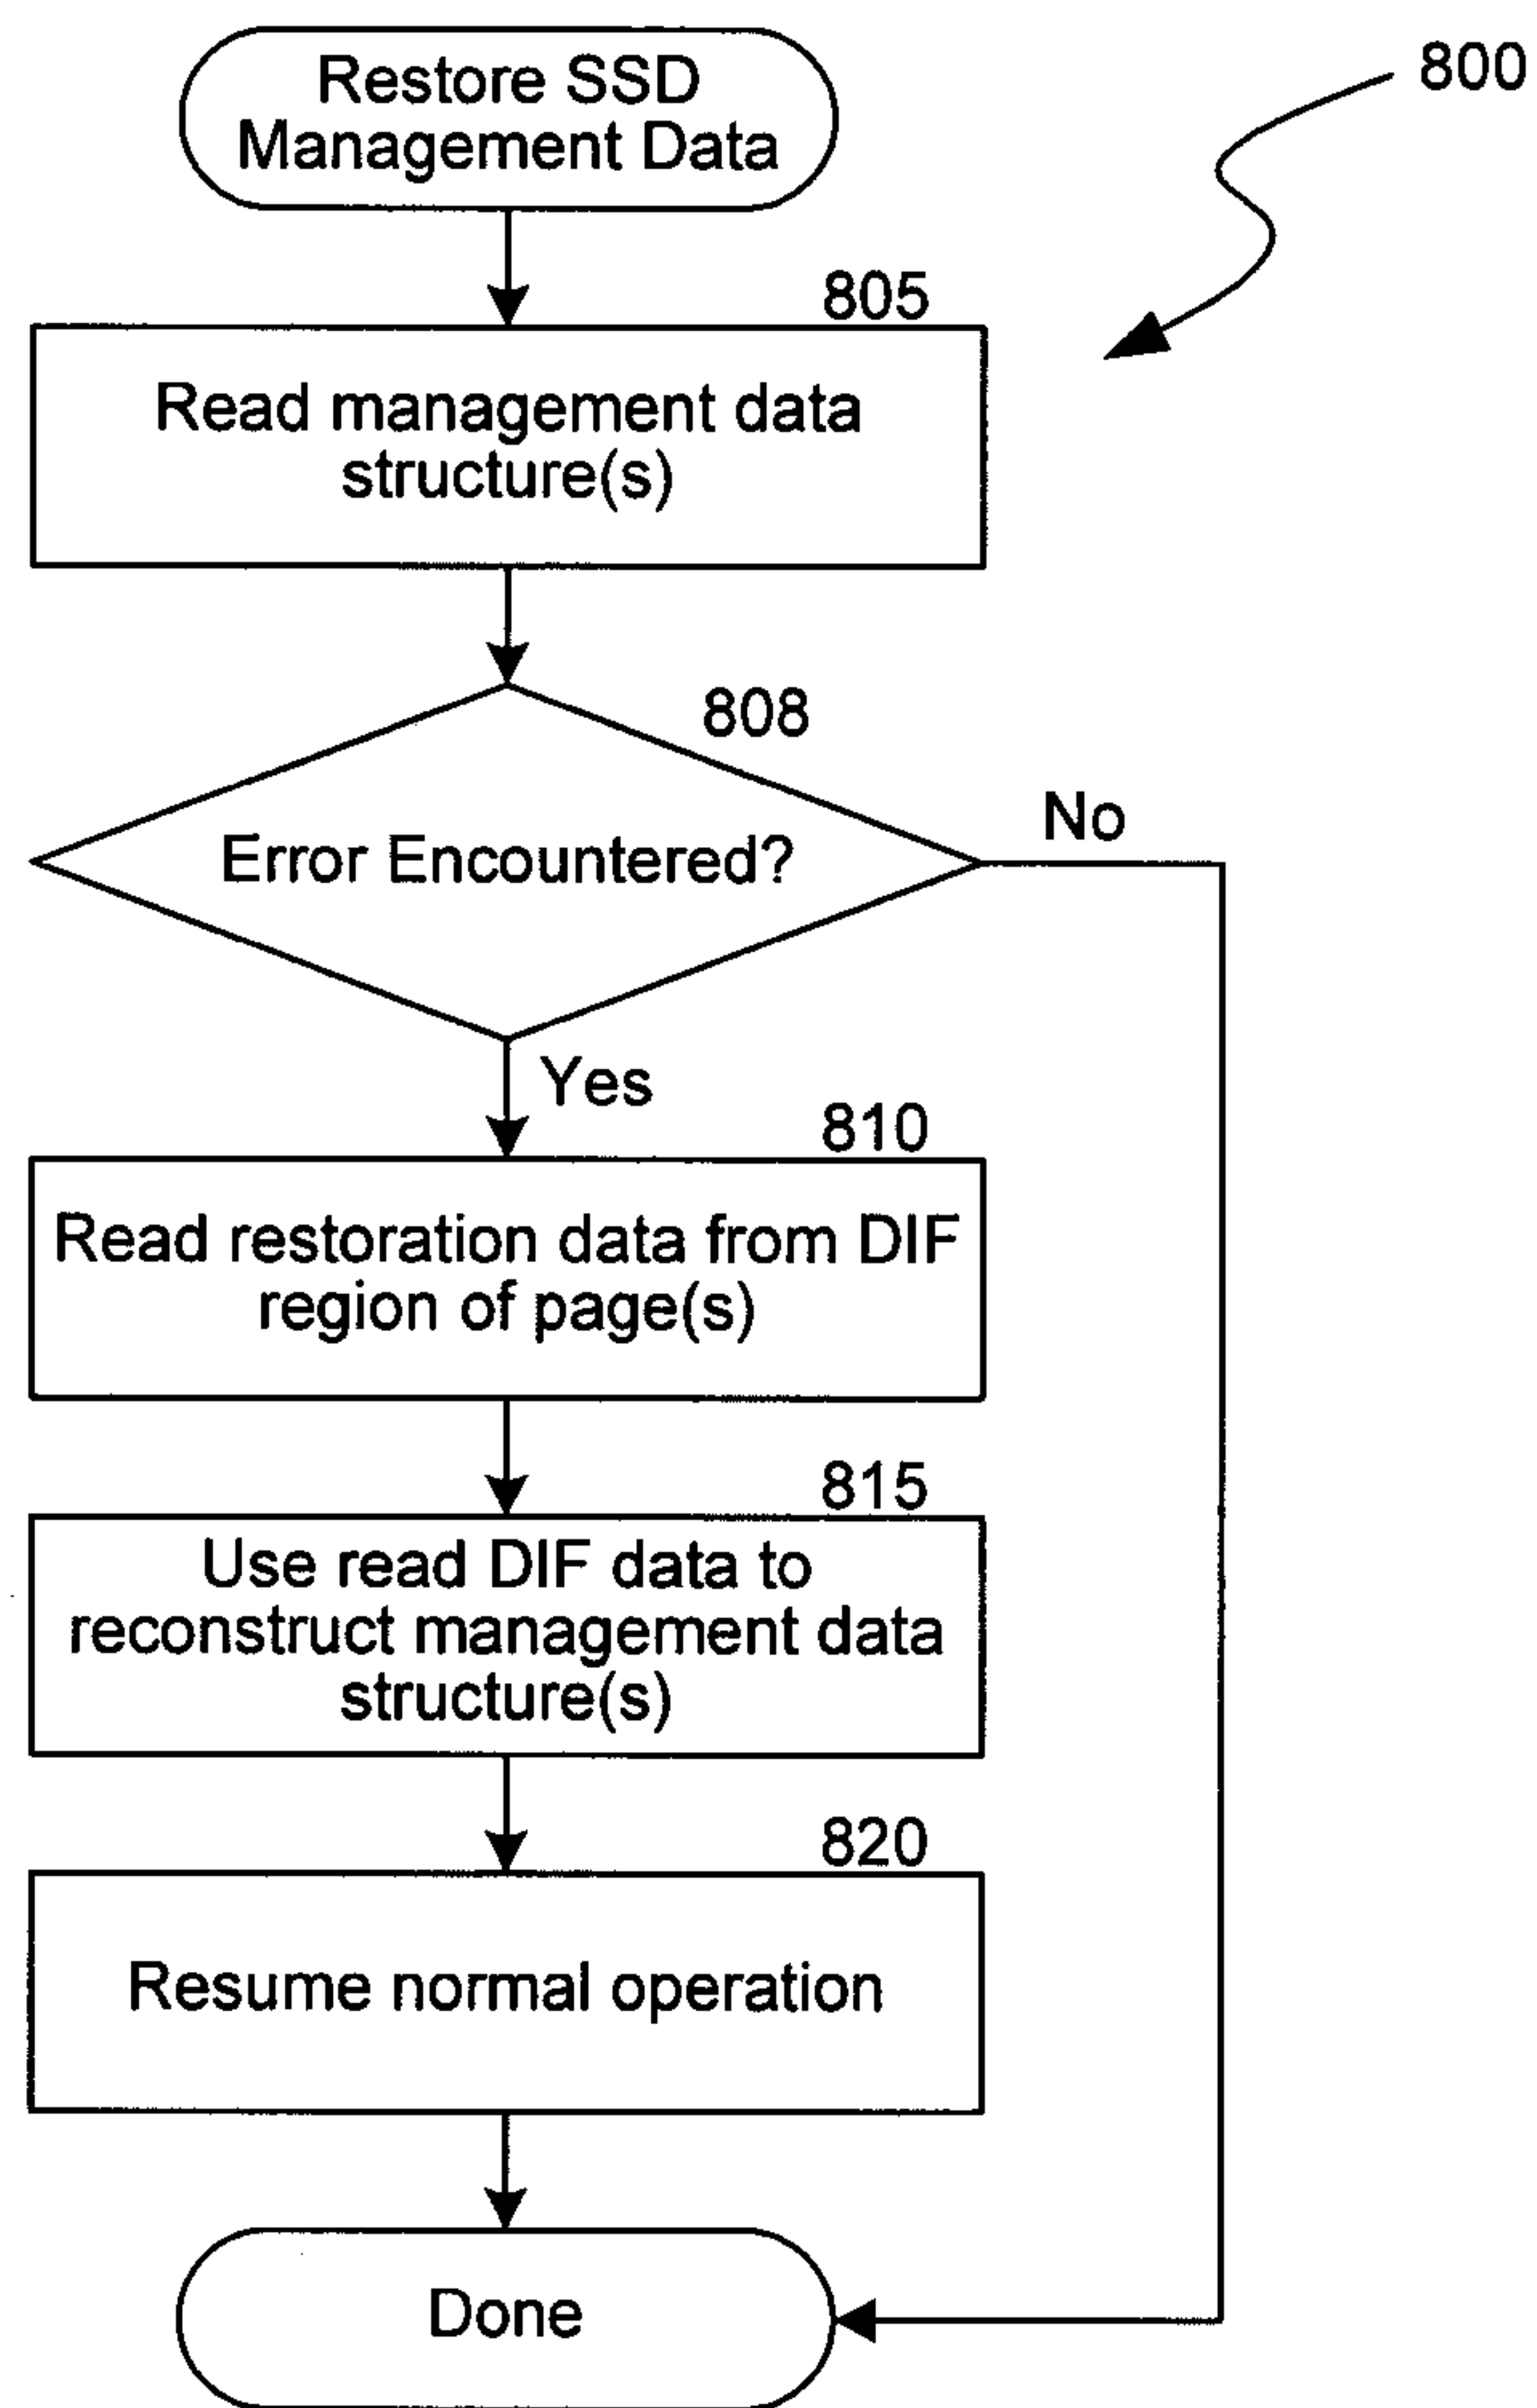 Restore SSD
Management Data
800
805
Read management data
structure(s)
808
Error Encountered?
No
Yes
810
Read restoration data from DIF
region of page(s)
815
Use read DIF data to
reconstruct management data
structure(s)
820
Resume normal operation
Done